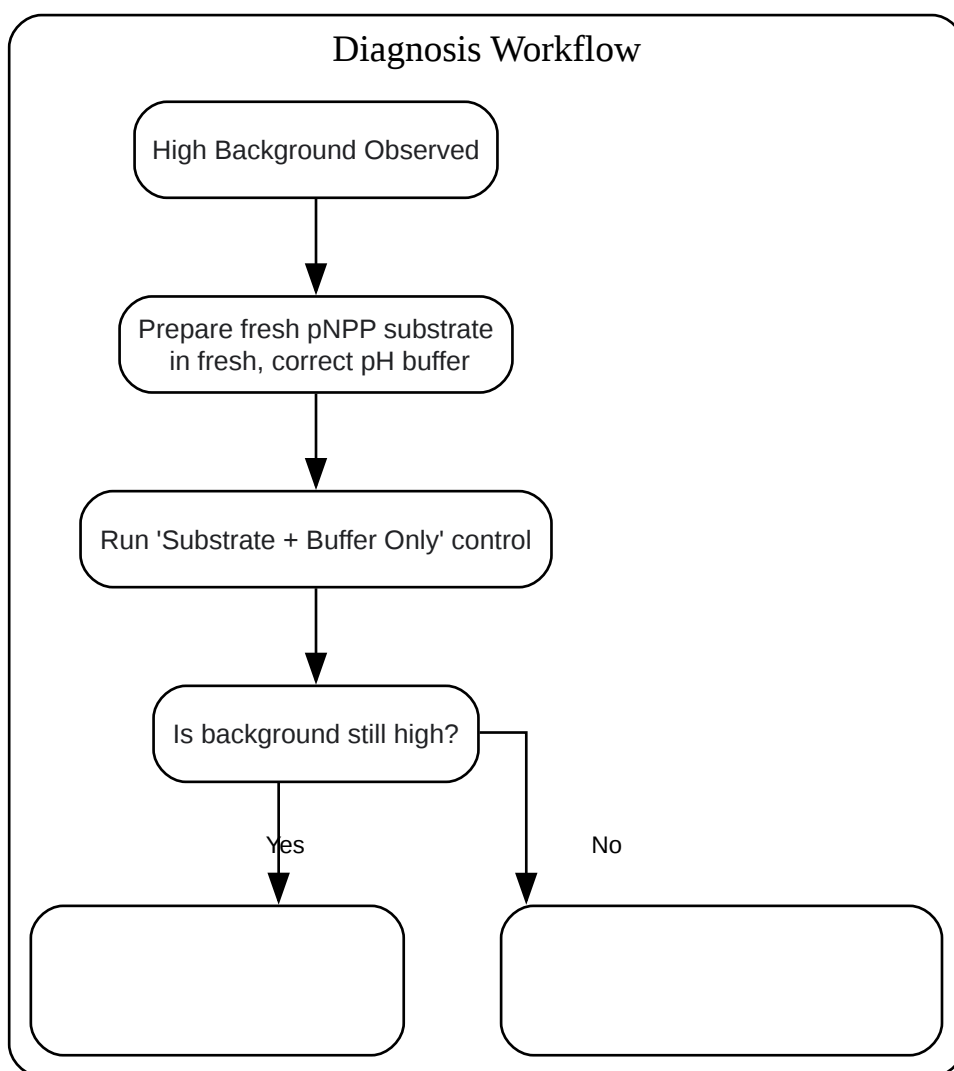 Diagnosis Workflow
High Background Observed
Prepare fresh pNPP substrate
in fresh, correct pH buffer
Run 'Substrate + Buffer Only' control
Is background still high?
Yes
No